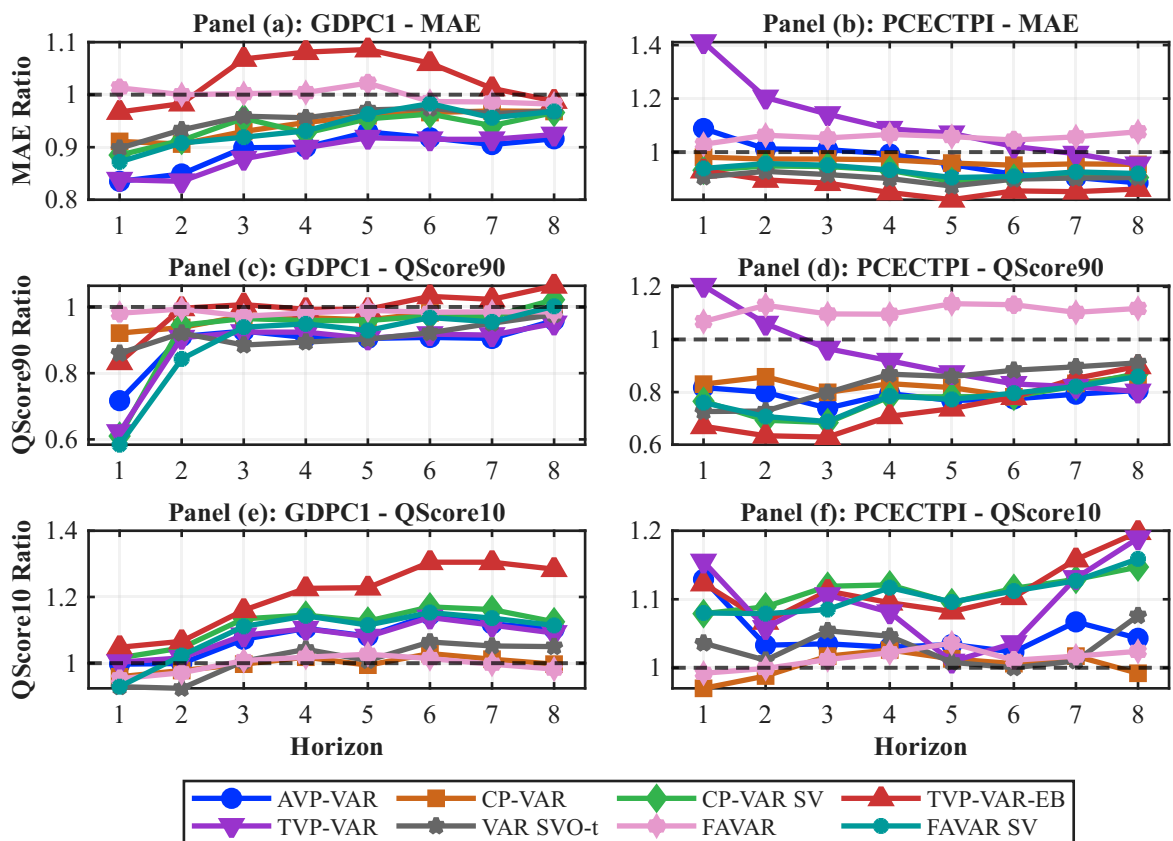 Panel (a): GDPC1 - MAE
Panel (b): PCECTPI - MAE
MAE Ratio
1.1
1
0.9
0.8
1 2 3 4 5 6 7 8
1.4
1.2
1
1 2 3 4 5 6 7 8
Panel (c): GDPC1 - QScore90
Panel (d): PCECTPI - QScore90
QScore90 Ratio
1
0.8
0.6
1 2 3 4 5 6 7 8
1.2
1
0.8
0.6
1 2 3 4 5 6 7 8
Panel (e): GDPC1 - QScore10
Panel (f): PCECTPI - QScore10
QScore10 Ratio
1.4
1.2
1
1 2 3 4 5 6 7 8
Horizon
1.2
1.1
1
1 2 3 4 5 6 7 8
Horizon
AVP-VAR CP-VAR CP-VAR SV TVP-VAR-EB
TVP-VAR VAR SVO-t FAVAR FAVAR SV